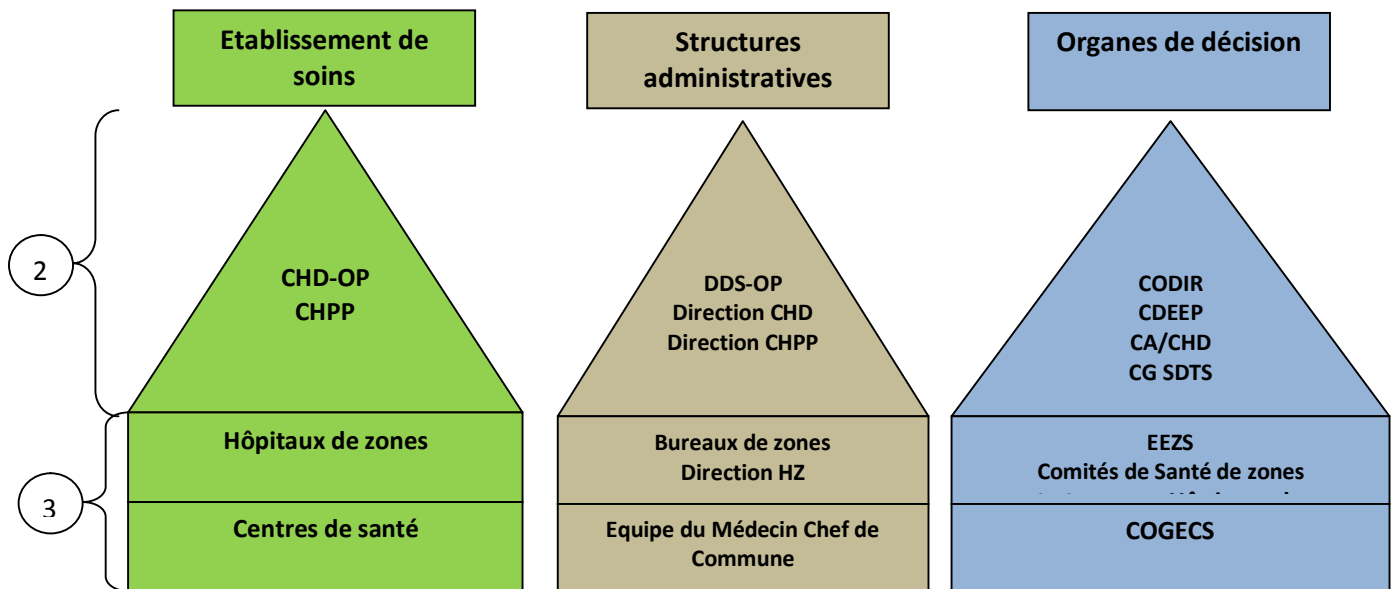 Etablissement de
soins
Structures
administratives
Organes de décision
2
CHD-OP
CHPP
DDS-OP
Direction CHD
Direction CHPP
CODIR
CDEEP
CA/CHD
CG SDTS
3
Hôpitaux de zones
Bureaux de zones
Direction HZ
EEZS
Comités de Santé de zones
Centres de santé
Equipe du Médecin Chef de
Commune
COGECS